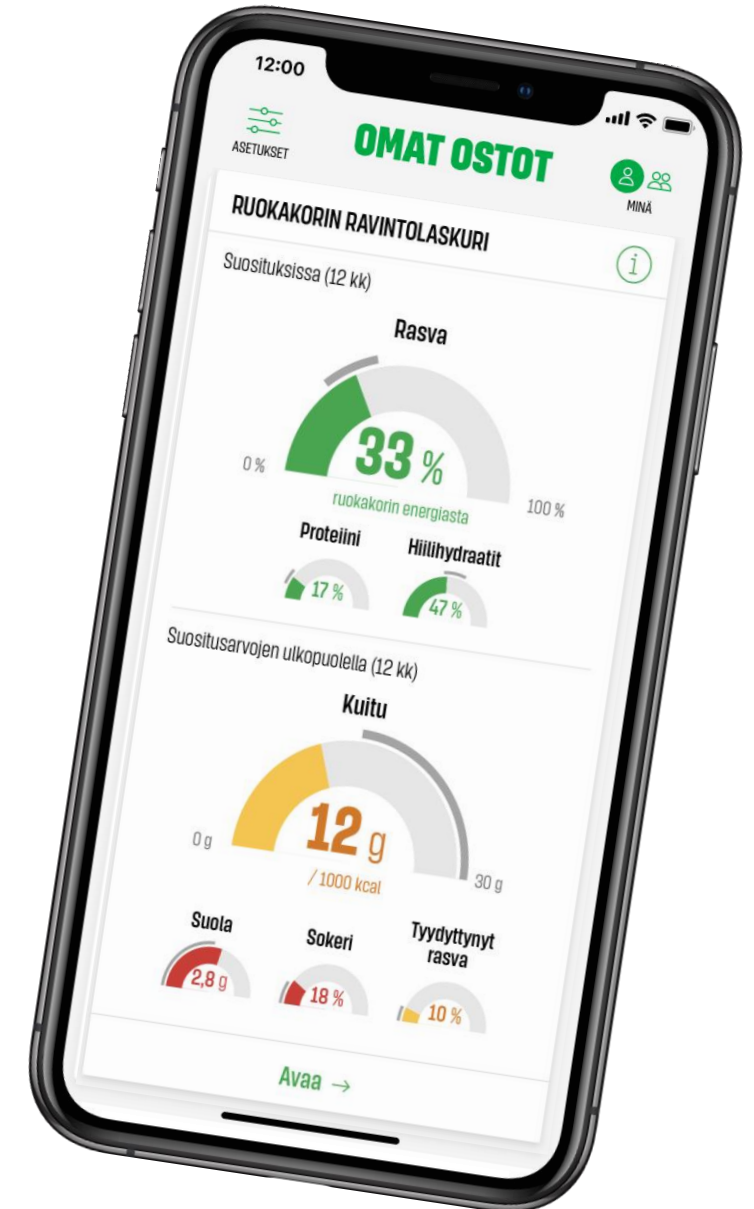 12:00
ASETUKSET
OMAT OSTOT
MINÄ
RUOKAKORIN RAVINTOLASKURI
i
Suosituksissa (12 kk)
Rasva
33 %
0 %
100 %
ruokakorin energiasta
Proteiini
Hiilihydraatit
17 %
47 %
Suositusarvojen ulkopuolella (12 kk)
Kuitu
12 g
0 g
30 g
/ 1000 kcal
Suola
Sokeri
Tyydyttynyt
rasva
2,8 g
18 %
10 %
Avaa →